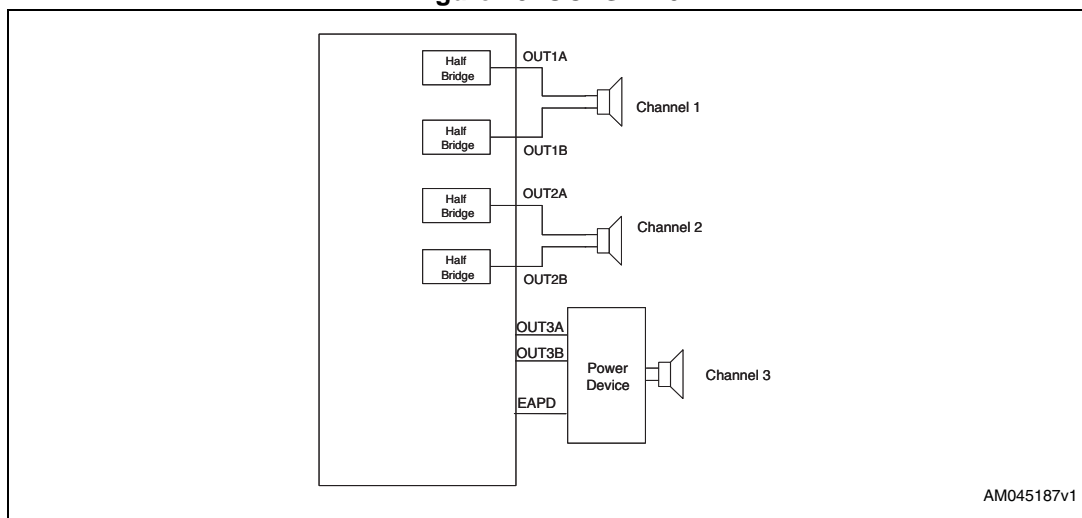 Half
Bridge
OUT1A
Channel 1
Half
Bridge
OUT1B
Half
Bridge
OUT2A
Channel 2
Half
Bridge
OUT2B
OUT3A
OUT3B
Power
Device
Channel 3
EAPD
AM045187v1